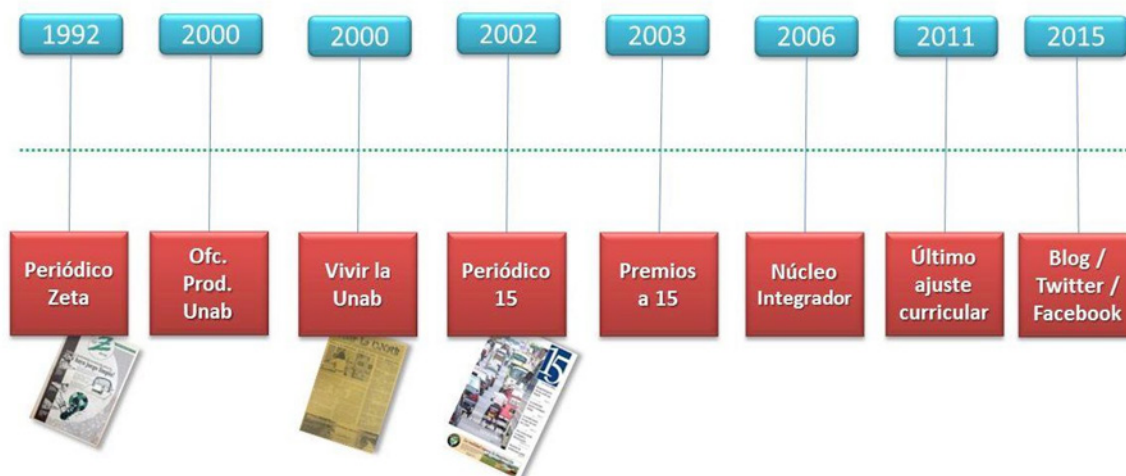 1992
2000
2000
2002
2003
2006
2011
2015
Periódico
Zeta
Ofc.
Prod.
Unab
Vivir la
Unab
Periódico
15
Premios
a 15
Núcleo
Integrador
Último
ajuste
curricular
Blog /
Twitter /
Facebook
Z
15